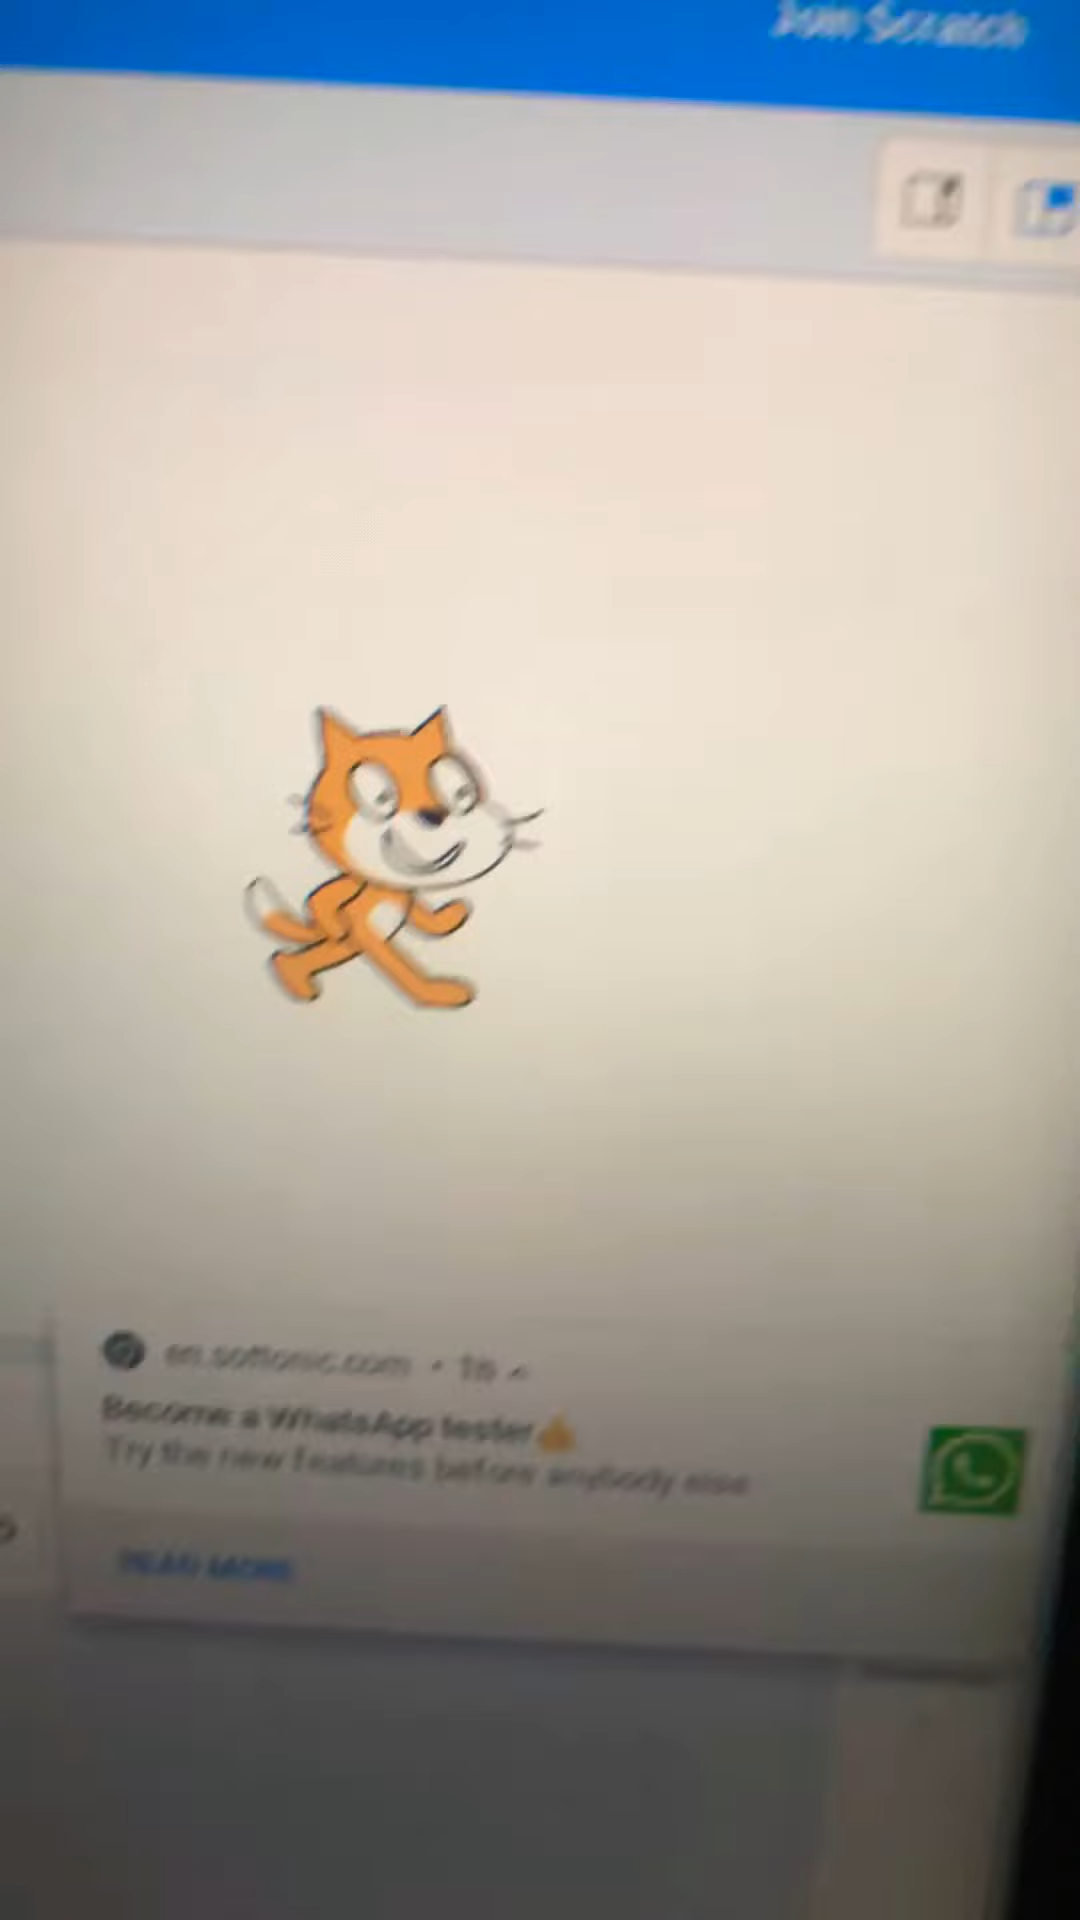 Join Scratch
en.softonic.com • 1h
Become a WhatsApp tester👍
Try the new features before anybody else
READ MORE